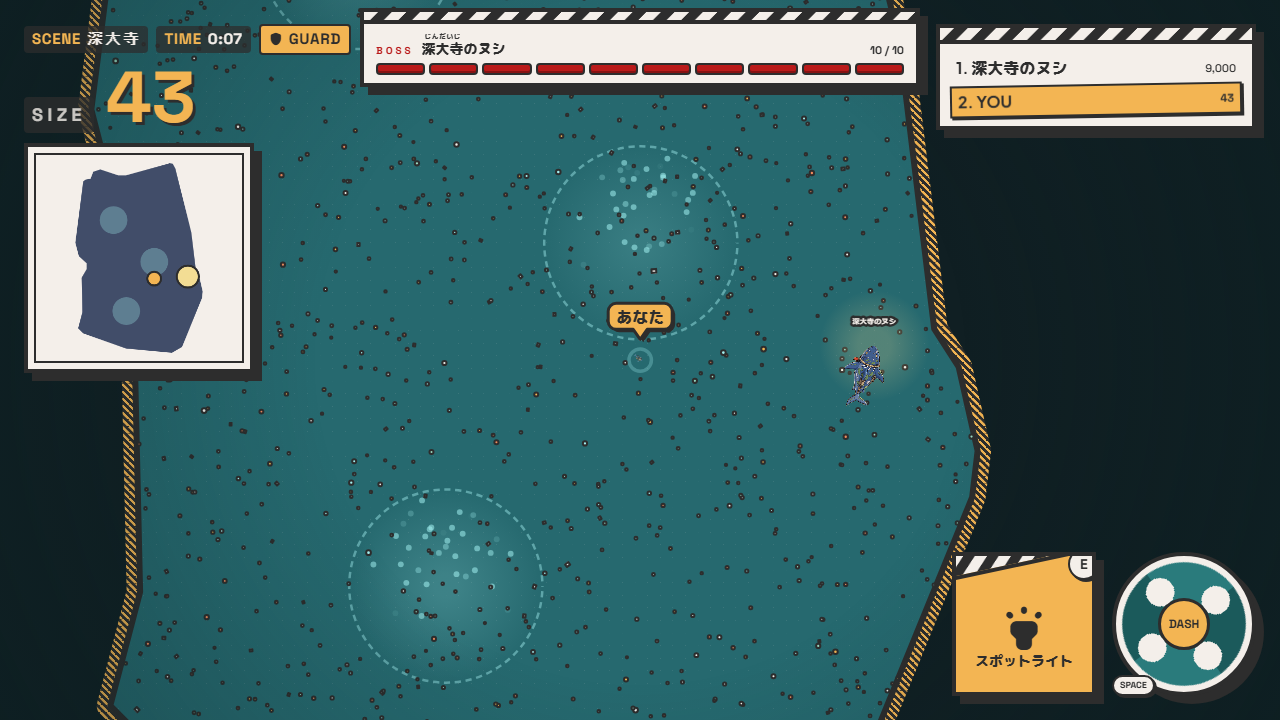 SCENE 深大寺 TIME 0:07 GUARD
SIZE 43
じんだいじ
BOSS 深大寺のヌシ 10 / 10
1. 深大寺のヌシ 9,000
2. YOU 43
あなた
深大寺のヌシ
E
スポットライト
DASH
SPACE